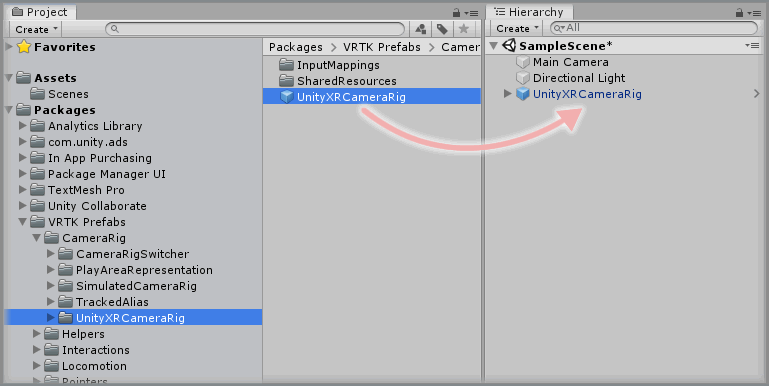 Project
Create
Favorites
Assets
Scenes
Packages
Analytics Library
com.unity.ads
In App Purchasing
Package Manager UI
TextMesh Pro
Unity Collaborate
VRTK Prefabs
CameraRig
CameraRigSwitcher
PlayAreaRepresentation
SimulatedCameraRig
TrackedAlias
UnityXRCameraRig
Helpers
Interactions
Locomotion
Pointers
Packages > VRTK Prefabs > Camer
InputMappings
SharedResources
UnityXRCameraRig
Hierarchy
Create
All
SampleScene*
Main Camera
Directional Light
UnityXRCameraRig